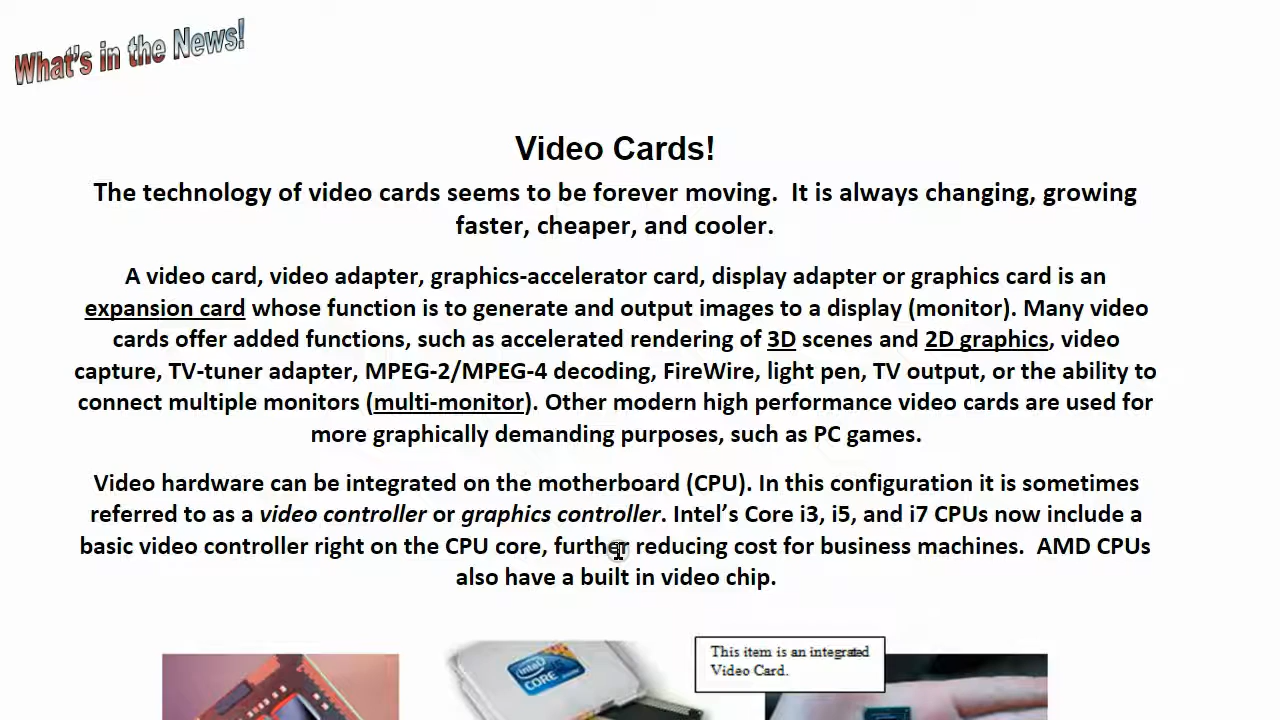 What's in the News!
Video Cards!
The technology of video cards seems to be forever moving.  It is always changing, growing
faster, cheaper, and cooler.
A video card, video adapter, graphics-accelerator card, display adapter or graphics card is an
expansion card whose function is to generate and output images to a display (monitor). Many video
cards offer added functions, such as accelerated rendering of 3D scenes and 2D graphics, video
capture, TV-tuner adapter, MPEG-2/MPEG-4 decoding, FireWire, light pen, TV output, or the ability to
connect multiple monitors (multi-monitor). Other modern high performance video cards are used for
more graphically demanding purposes, such as PC games.
Video hardware can be integrated on the motherboard (CPU). In this configuration it is sometimes
referred to as a video controller or graphics controller. Intel’s Core i3, i5, and i7 CPUs now include a
basic video controller right on the CPU core, further reducing cost for business machines.  AMD CPUs
also have a built in video chip.
This item is an integrated
Video Card.
intel
CORE i5